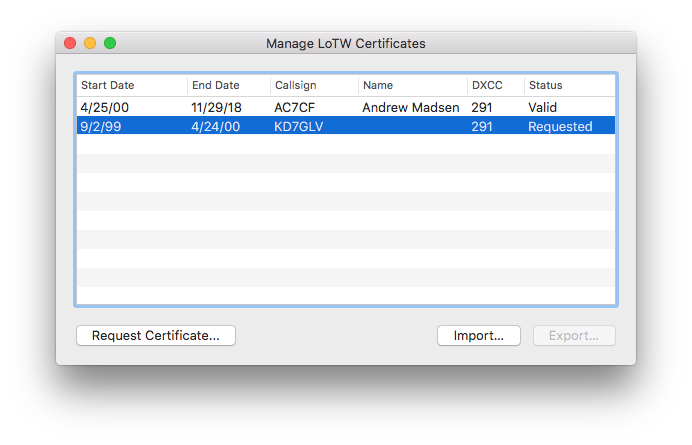 Manage LoTW Certificates
Start Date End Date Callsign Name DXCC Status
4/25/00 11/29/18 AC7CF Andrew Madsen 291 Valid
9/2/99 4/24/00 KD7GLV 291 Requested
Request Certificate... Import... Export...